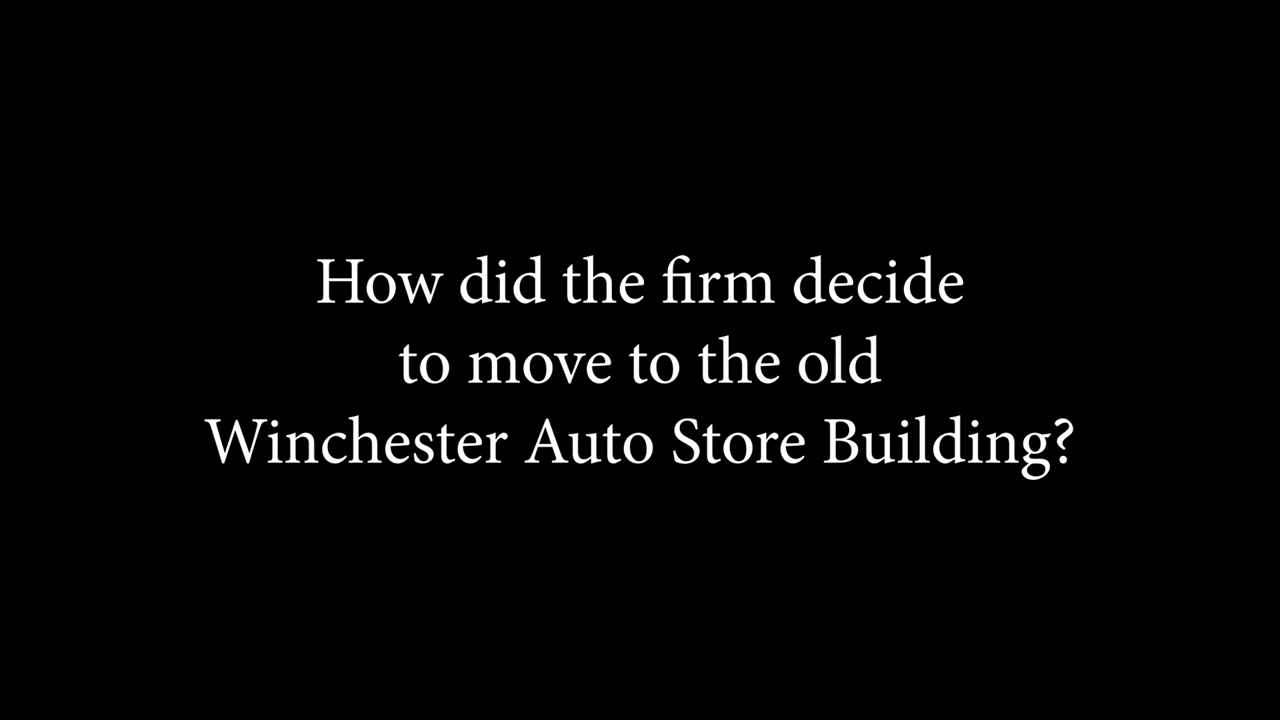 How did the firm decide
to move to the old
Winchester Auto Store Building?